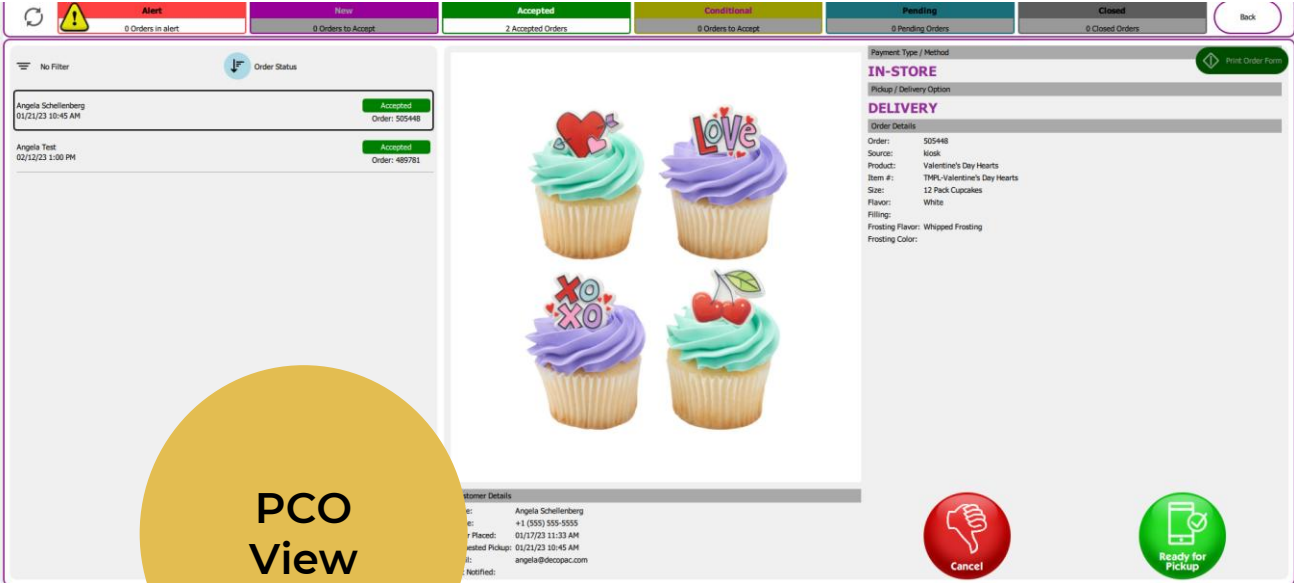 Alert
0 Orders in alert
New
0 Orders to Accept
Accepted
2 Accepted Orders
Conditional
0 Orders to Accept
Pending
0 Pending Orders
Closed
0 Closed Orders
Back
No Filter
Order Status
Angela Schellenberg
01/21/23 10:45 AM
Accepted
Order: 505448
Angela Test
02/12/23 1:00 PM
Accepted
Order: 489781
LOVe
XO
XO
PCO
View
Payment Type / Method
IN-STORE
Print Order Form
Pickup / Delivery Option
DELIVERY
Order Details
Order: 505448
Source: kiosk
Product: Valentine's Day Hearts
Item #: TMPL-Valentine's Day Hearts
Size: 12 Pack Cupcakes
Flavor: White
Filling:
Frosting Flavor: Whipped Frosting
Frosting Color:
Details
Angela Schellenberg
+1 (555) 555-5555
Placed: 01/17/23 11:33 AM
Pickup: 01/21/23 10:45 AM
angela@decopac.com
Notified:
Cancel
Ready for
Pickup